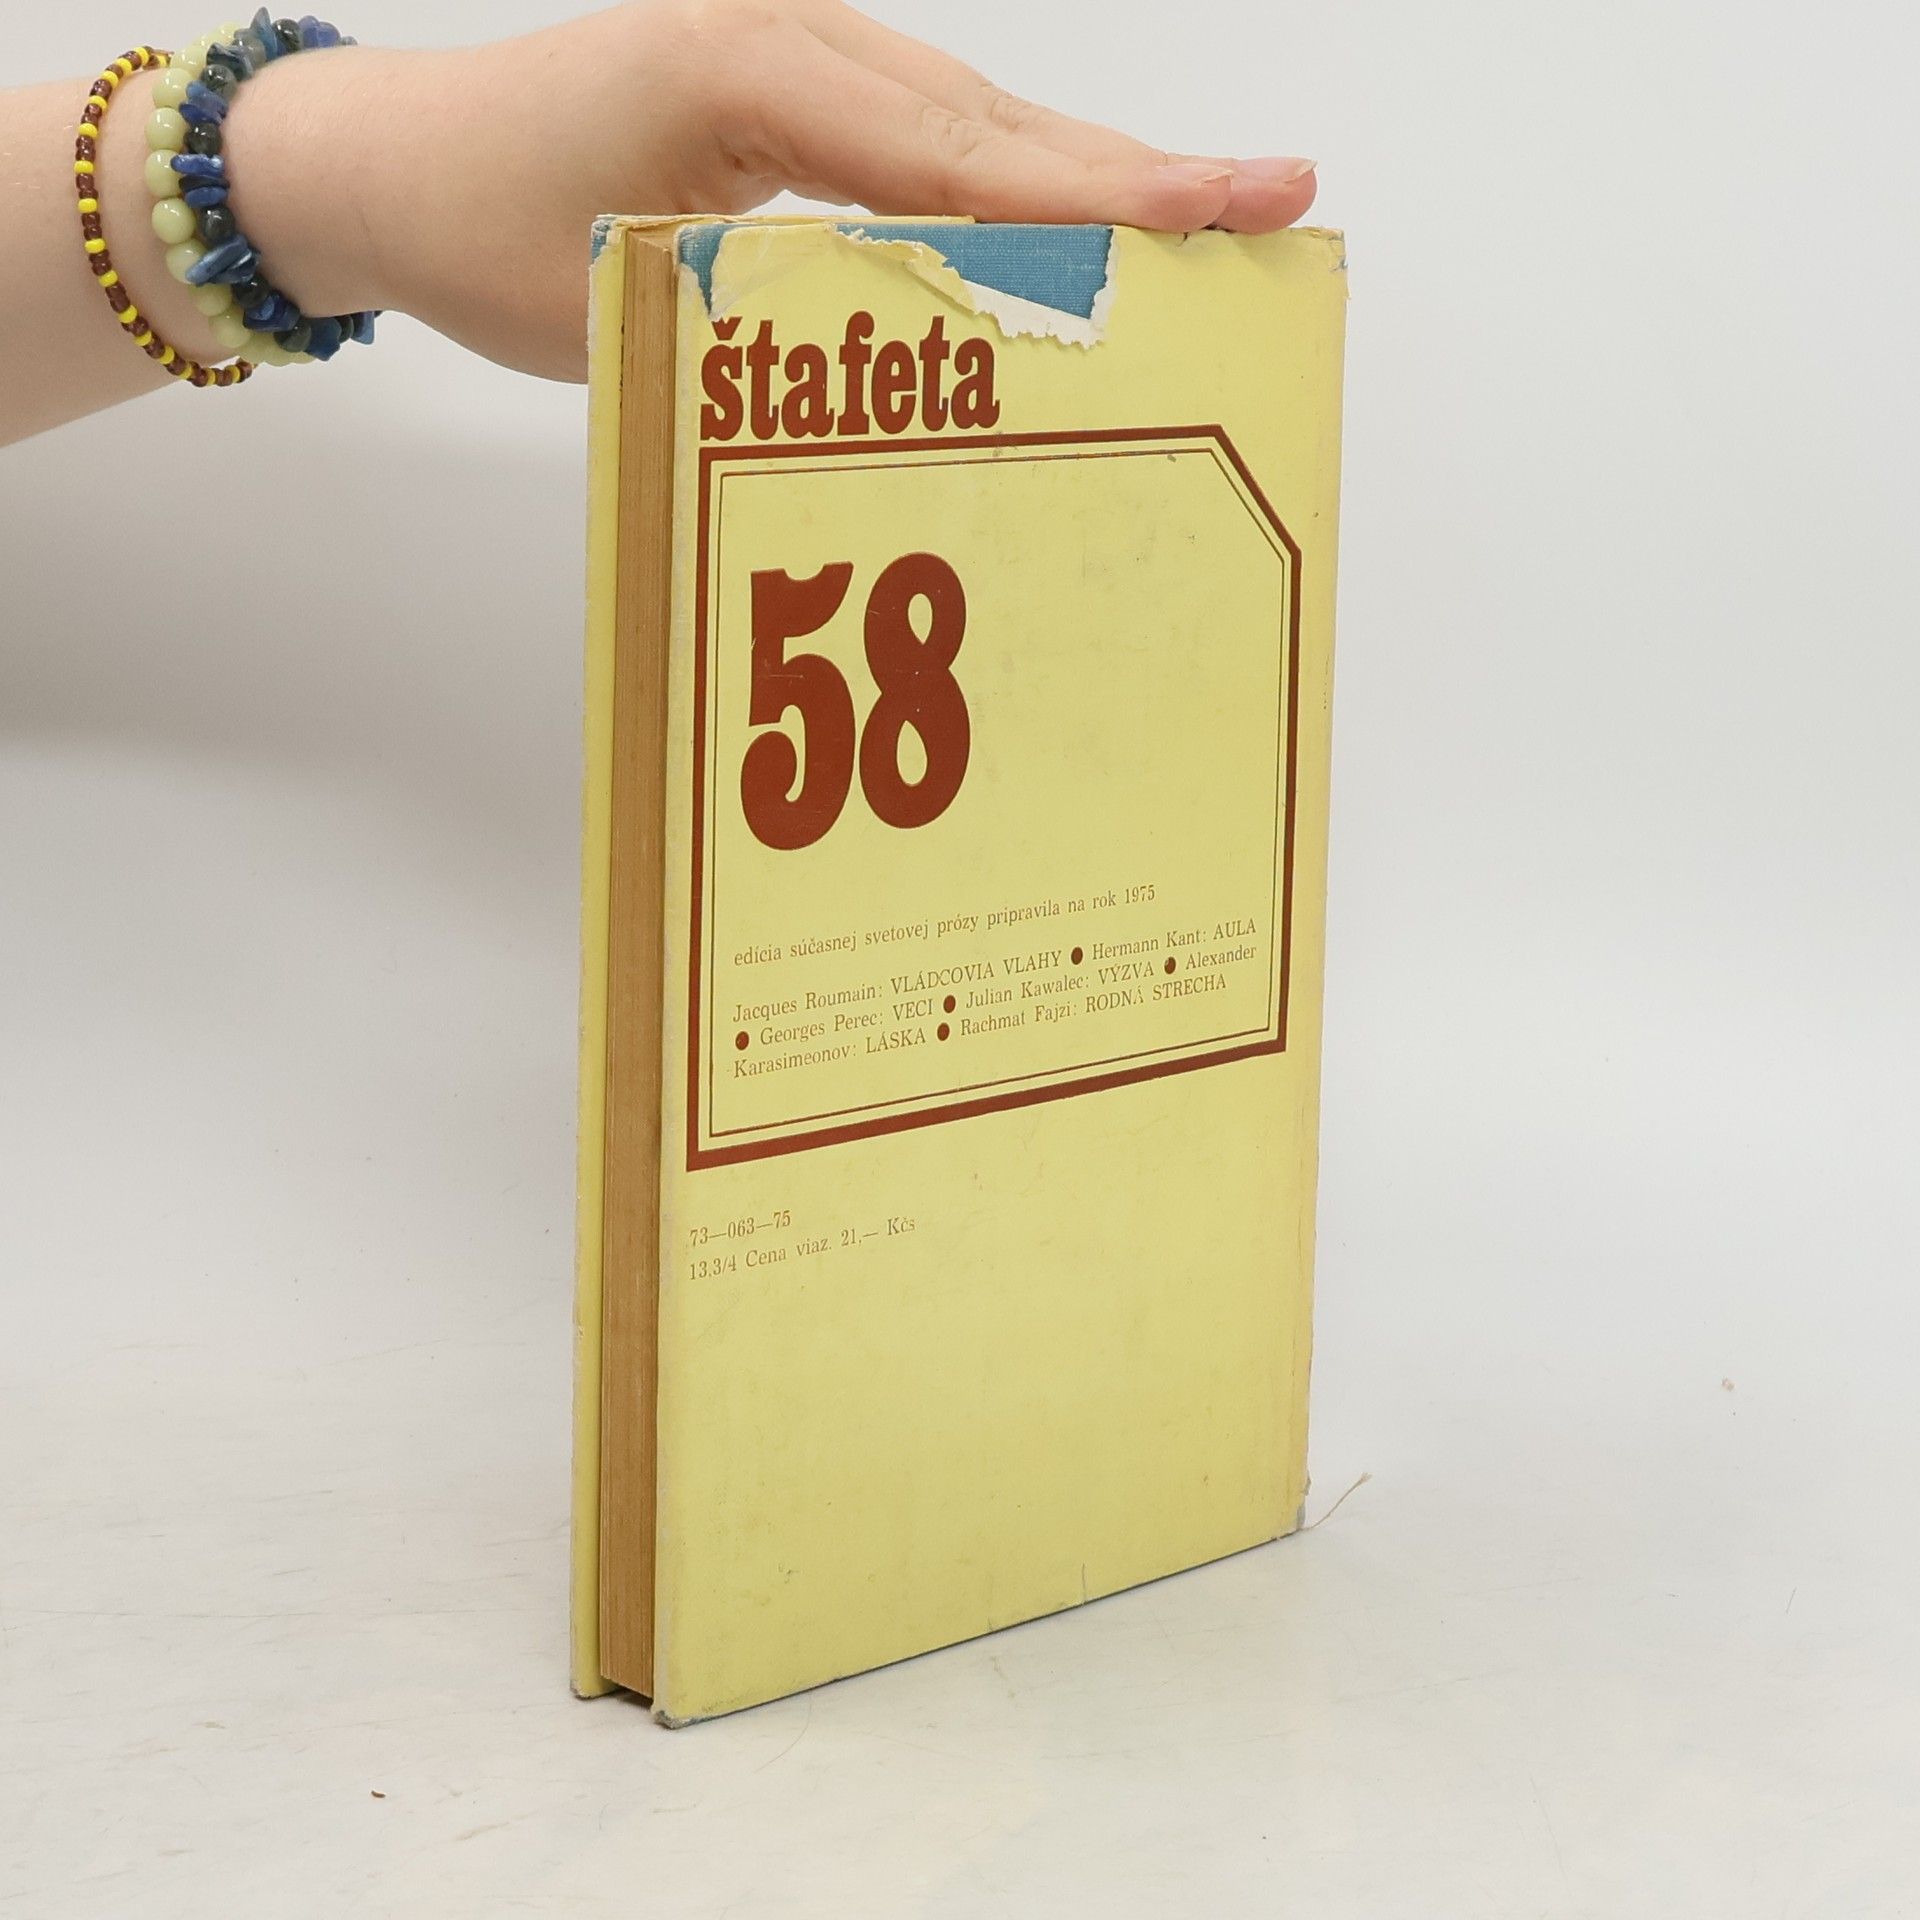 štafeta
58
edícia súčasnej svetovej prózy pripravila na rok 1975
Jacques Roumain: VLÁDCOVIA VLAHY ● Hermann Kant: AULA
● Georges Perec: VECI ● Julian Kawalec: VÝZVA ● Alexander
Karasimeonov: LÁSKA ● Rachmat Fajzi: RODNÁ STRECHA
73—063—75
13,3/4 Cena viaz. 21,— Kčs